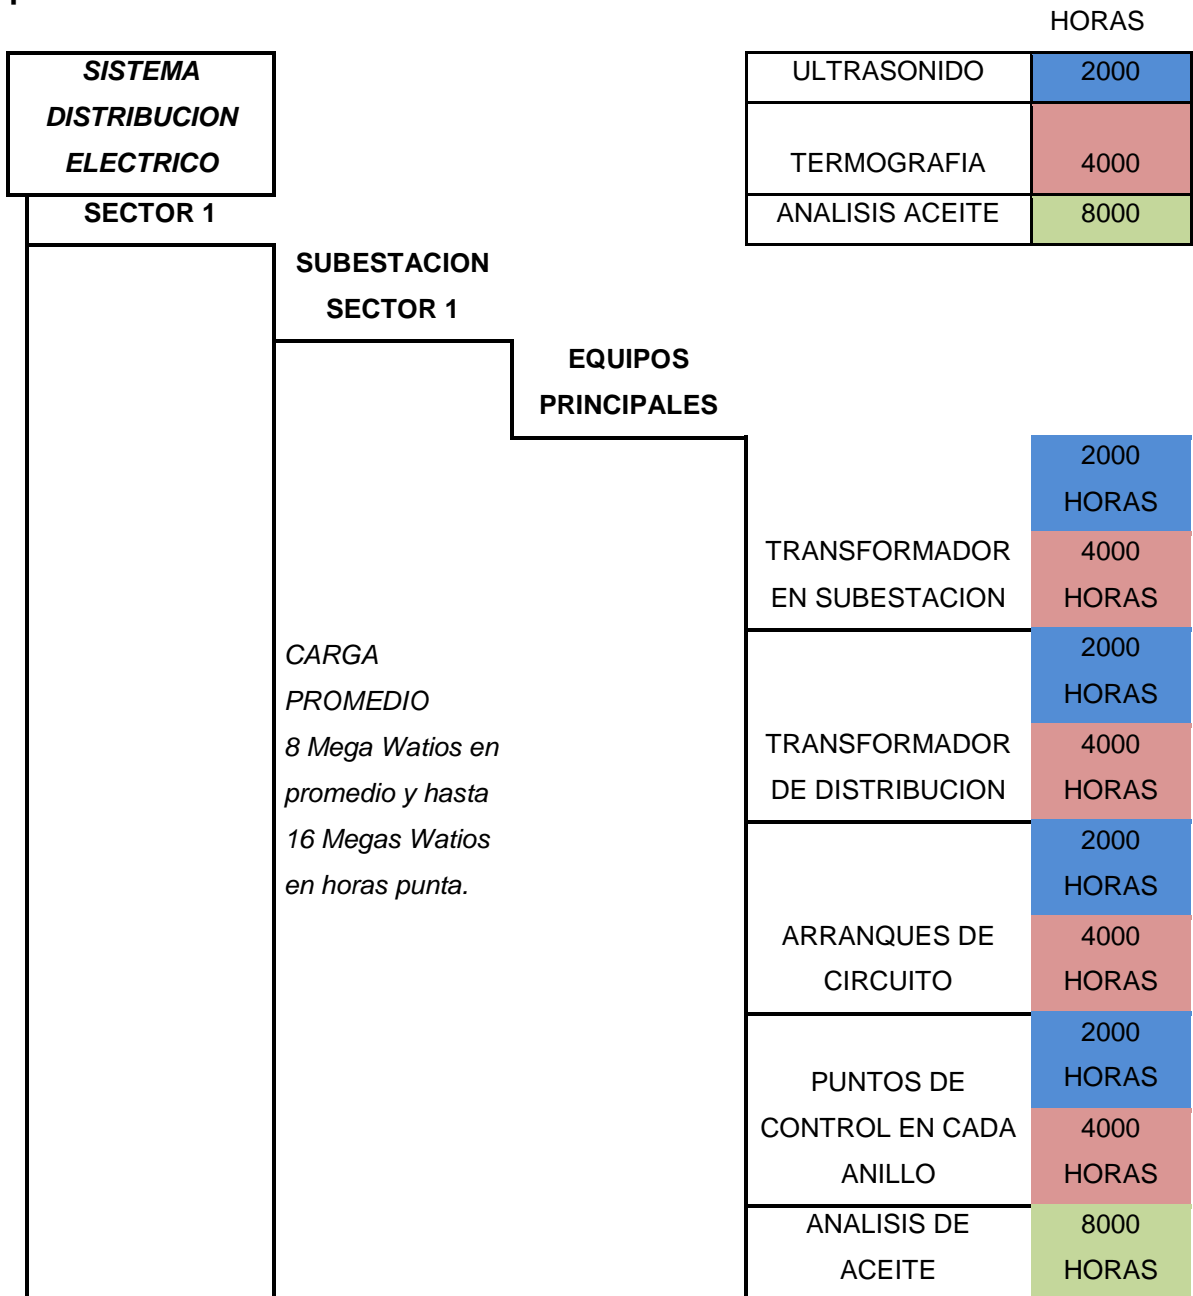 HORAS
SISTEMA
DISTRIBUCION
ELECTRICO
ULTRASONIDO 2000
TERMOGRAFIA 4000
SECTOR 1
ANALISIS ACEITE 8000
SUBESTACION
SECTOR 1
EQUIPOS
PRINCIPALES
2000
HORAS
TRANSFORMADOR 4000
EN SUBESTACION HORAS
CARGA
PROMEDIO
8 Mega Watios en
promedio y hasta
16 Megas Watios
en horas punta.
2000
HORAS
TRANSFORMADOR 4000
DE DISTRIBUCION HORAS
2000
HORAS
ARRANQUES DE 4000
CIRCUITO HORAS
2000
PUNTOS DE HORAS
CONTROL EN CADA 4000
ANILLO HORAS
ANALISIS DE 8000
ACEITE HORAS